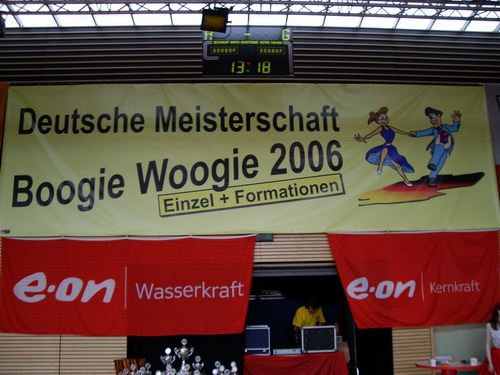 H - G
13:18
Deutsche Meisterschaft
Boogie Woogie 2006
Einzel + Formationen
e·on | Wasserkraft
e·on | Kernkraft